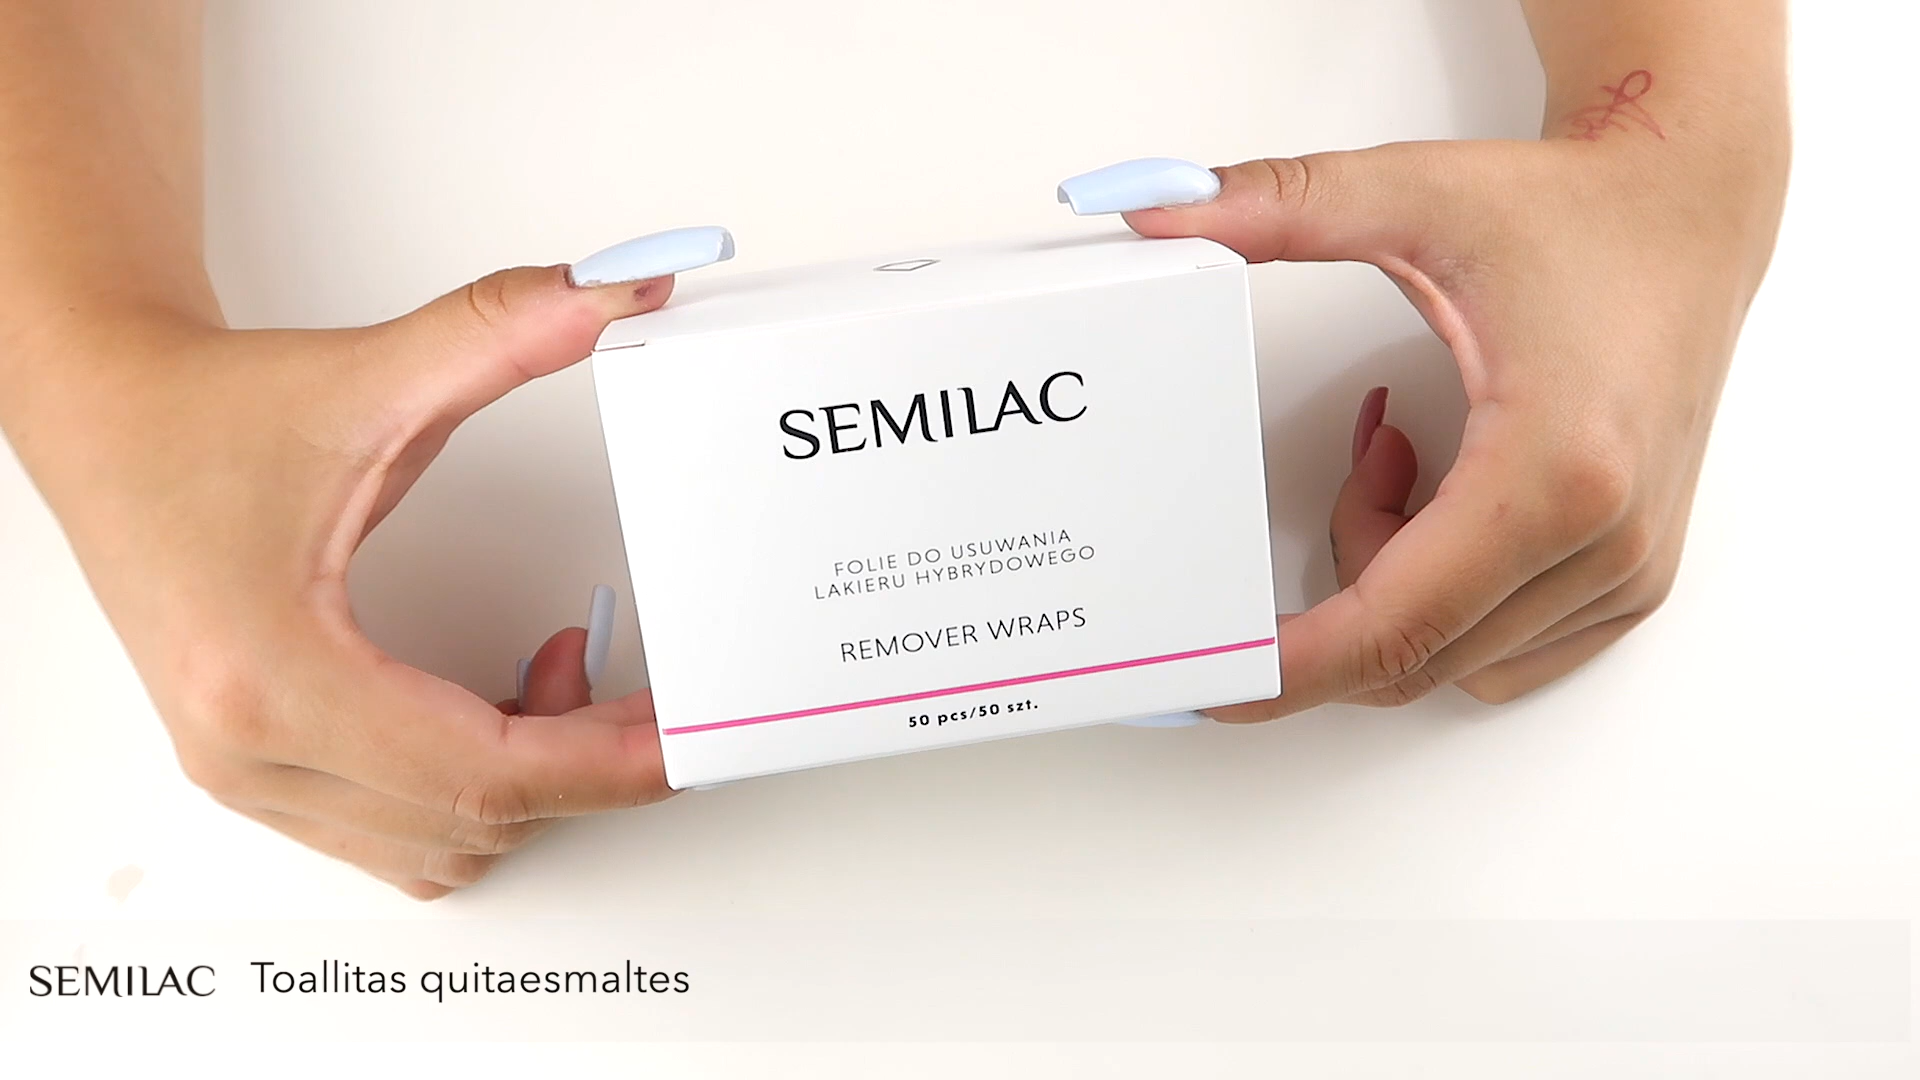 SEMILAC
FOLIE DO USUWANIA
LAKIERU HYBRYDOWEGO
REMOVER WRAPS
50 pcs/50 szt.
SEMILAC Toallitas quitaesmaltes